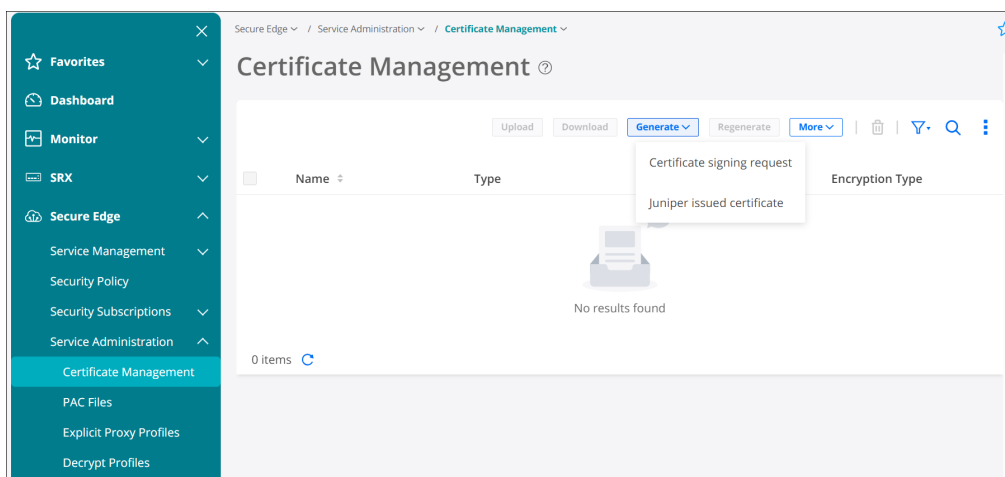 Secure Edge / Service Administration / Certificate Management
Favorites
Certificate Management ?
Dashboard
Upload Download Generate Regenerate More
Monitor
Certificate signing request
SRX
Name Type Encryption Type
Juniper issued certificate
Secure Edge
Service Management
Security Policy
No results found
Security Subscriptions
Service Administration
0 items
Certificate Management
PAC Files
Explicit Proxy Profiles
Decrypt Profiles